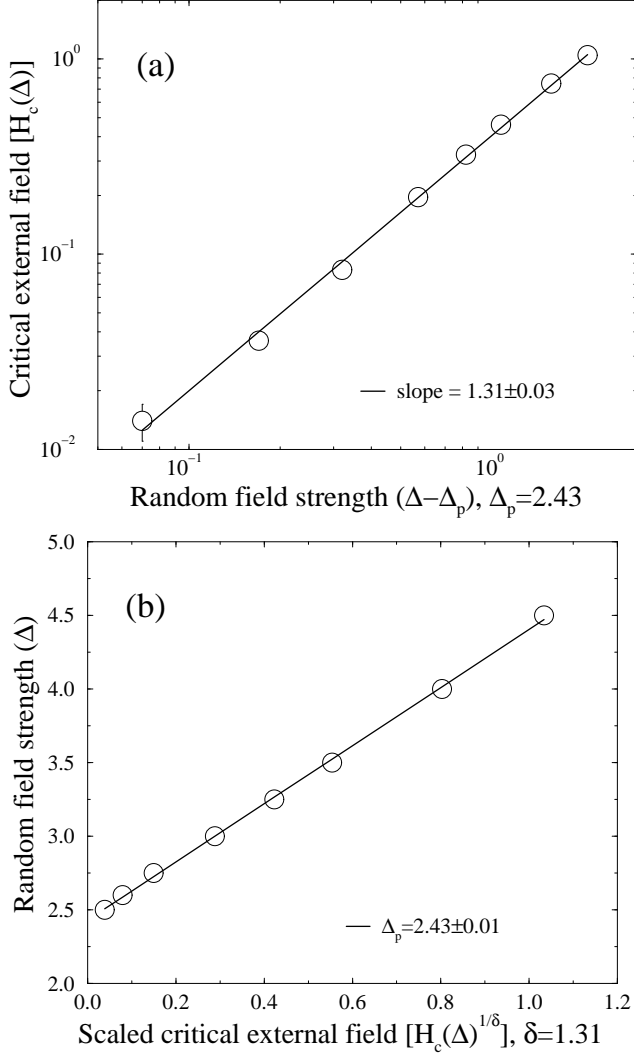 (a)
Critical external field [H_c(Δ)]
10^0
10^{-1}
10^{-2}
slope = 1.31±0.03
10^{-1}
10^0
Random field strength (Δ−Δ_p), Δ_p=2.43
(b)
Random field strength (Δ)
5.0
4.5
4.0
3.5
3.0
2.5
2.0
Δ_p=2.43±0.01
0.0 0.2 0.4 0.6 0.8 1.0 1.2
Scaled critical external field [H_c(Δ)^{1/δ}], δ=1.31